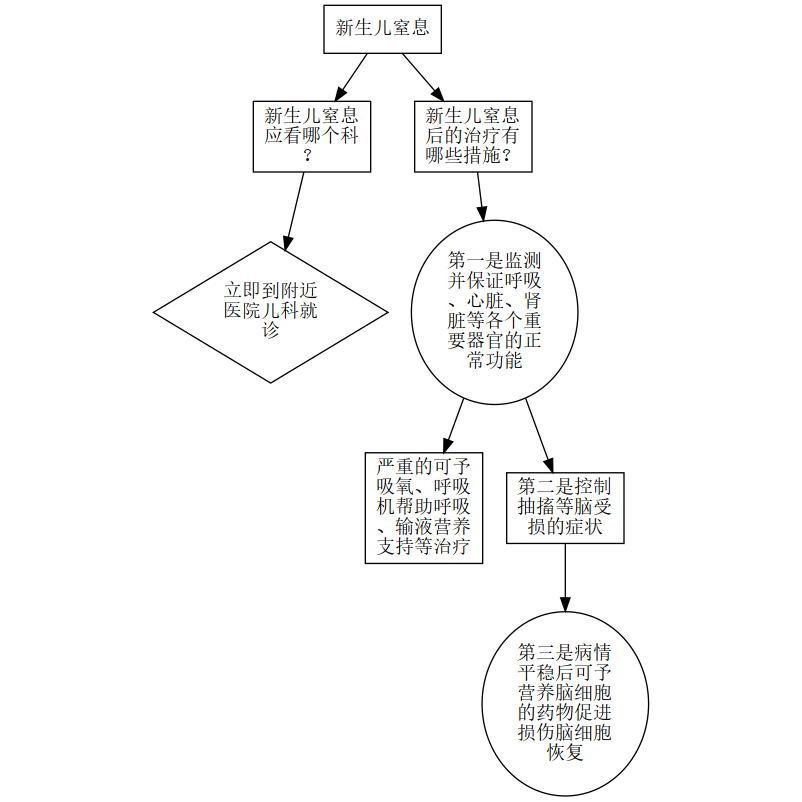 新生儿窒息
新生儿窒息
应看哪个科
？
新生儿窒息
后的治疗有
哪些措施？
立即到附近
医院儿科就
诊
第一是监测
并保证呼吸
、心脏、肾
脏等各个重
要器官的正
常功能
严重的可予
吸氧、呼吸
机帮助呼吸
、输液营养
支持等治疗
第二是控制
抽搐等脑受
损的症状
第三是病情
平稳后可予
营养脑细胞
的药物促进
损伤脑细胞
恢复